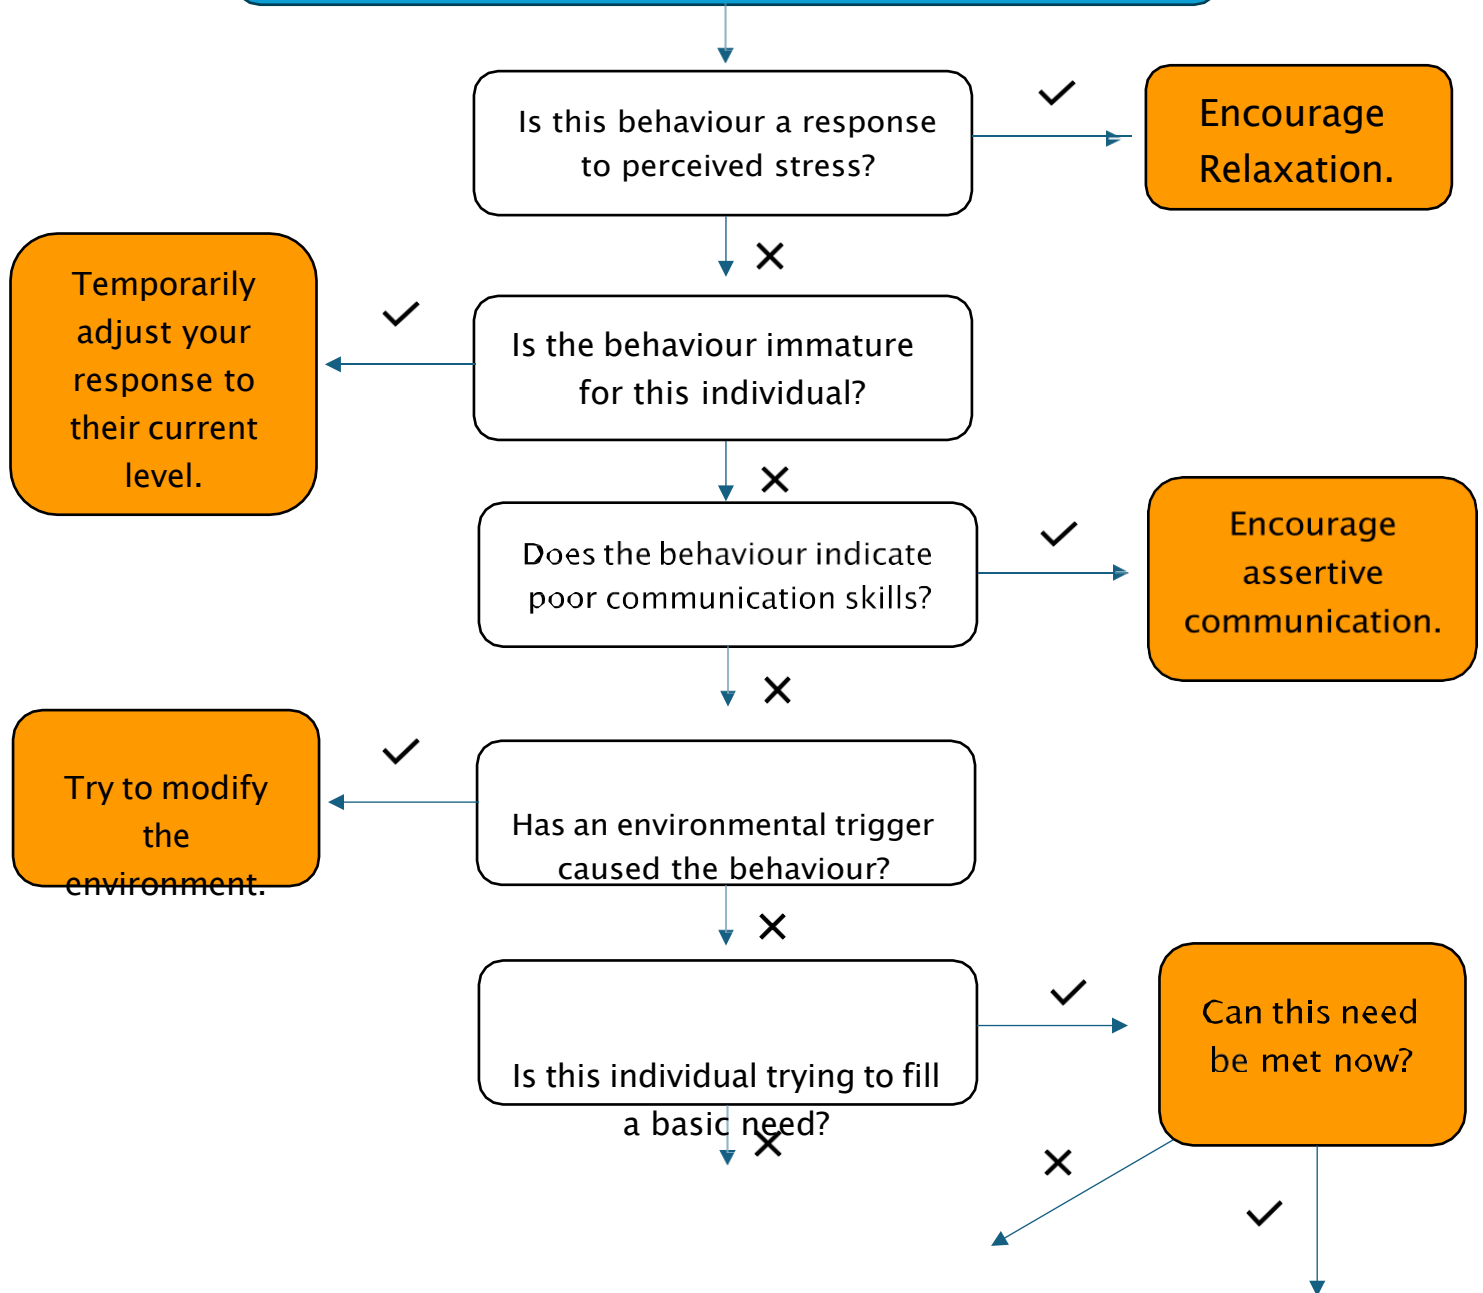 Is this behaviour a response
to perceived stress?
Encourage
Relaxation.
Temporarily
adjust your
response to
their current
level.
Is the behaviour immature
for this individual?
Does the behaviour indicate
poor communication skills?
Encourage
assertive
communication.
Try to modify
the
environment.
Has an environmental trigger
caused the behaviour?
Is this individual trying to fill
a basic need?
Can this need
be met now?